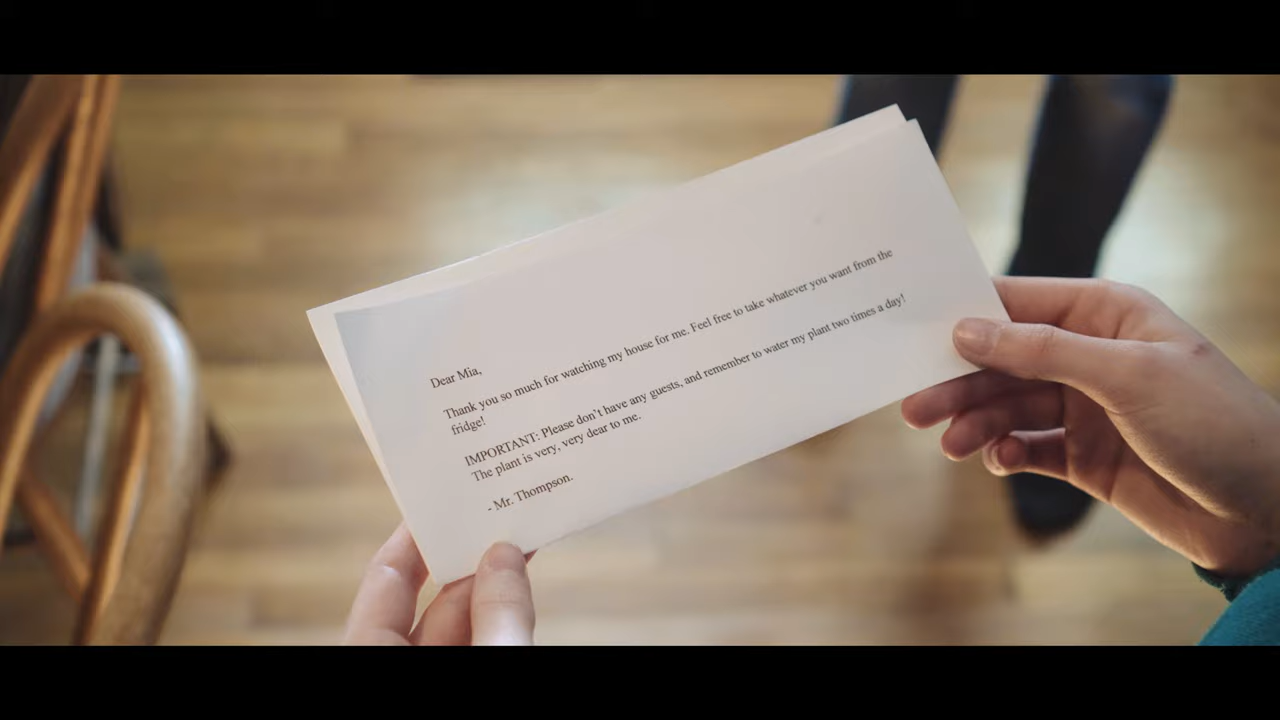 Dear Mia,
Thank you so much for watching my house for me. Feel free to take whatever you want from the
fridge!
IMPORTANT: Please don't have any guests, and remember to water my plant two times a day!
The plant is very, very dear to me.
- Mr. Thompson.